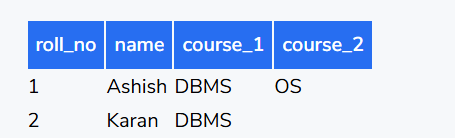 roll_no name course_1 course_2
1 Ashish DBMS OS
2 Karan DBMS